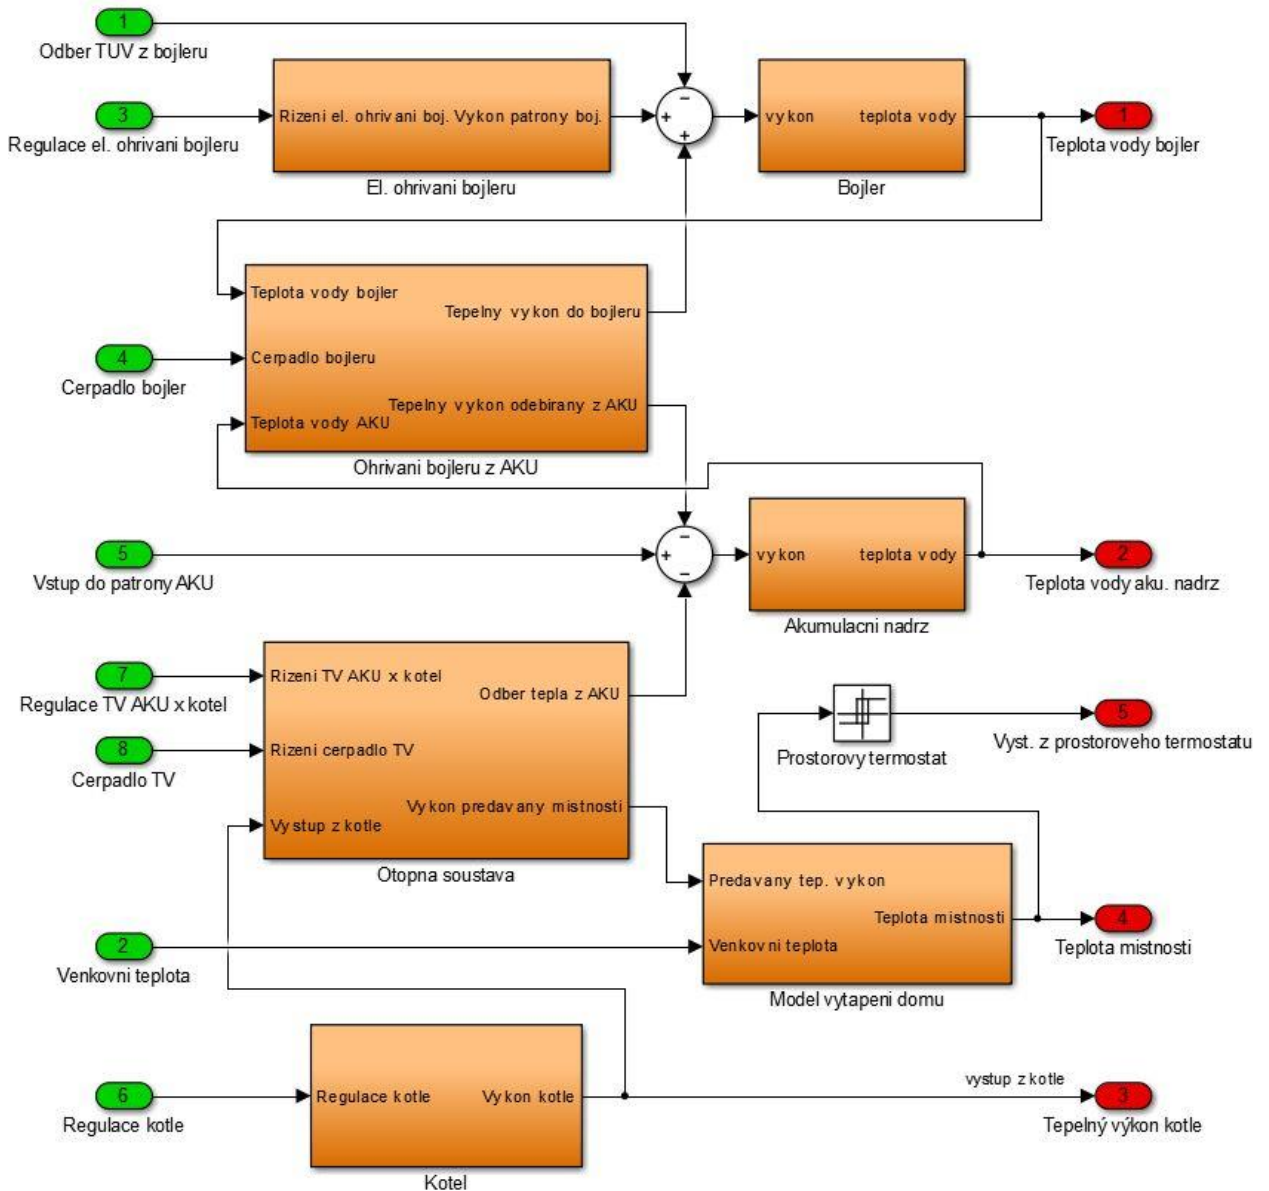 1
Odber TUV z bojleru
3
Regulace el. ohrivani bojleru
Rizeni el. ohrivani boj. Vykon patrony boj.
El. ohrivani bojleru
−
+
+
vykon teplota vody
Bojler
1
Teplota vody bojler
Teplota vody bojler
Tepelny vykon do bojleru
4
Cerpadlo bojler
Cerpadlo bojleru
Tepelny vykon odebirany z AKU
Teplota vody AKU
Ohrivani bojleru z AKU
5
Vstup do patrony AKU
−
+
−
vykon teplota vody
Akumulacni nadrz
2
Teplota vody aku. nadrz
7
Regulace TV AKU x kotel
8
Cerpadlo TV
Rizeni TV AKU x kotel
Odber tepla z AKU
Rizeni cerpadlo TV
Vykon predavany mistnosti
Vystup z kotle
Otopna soustava
Prostorovy termostat
5
Vyst. z prostoroveho termostatu
2
Venkovni teplota
Predavany tep. vykon
Teplota mistnosti
Venkovni teplota
Model vytapeni domu
4
Teplota mistnosti
6
Regulace kotle
Regulace kotle Vykon kotle
Kotel
vystup z kotle
3
Tepelný výkon kotle